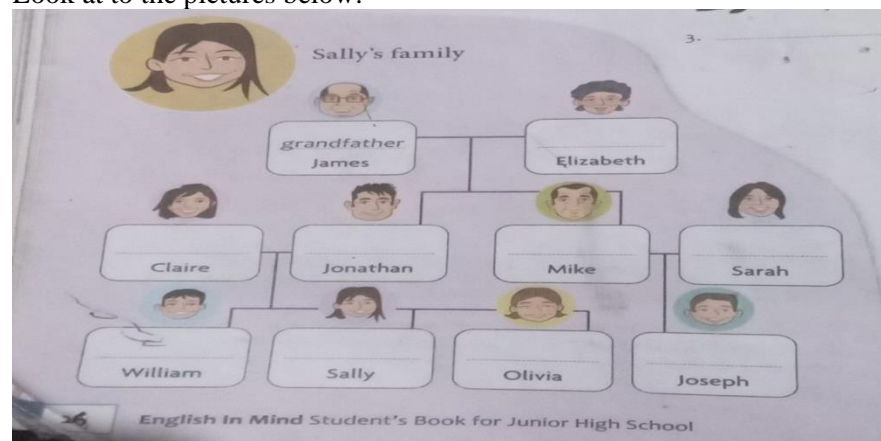 Look at to the pictures below!
Sally's family
3.
grandfather
James
Elizabeth
Claire
Jonathan
Mike
Sarah
William
Sally
Olivia
Joseph
26
English in Mind Student's Book for Junior High School